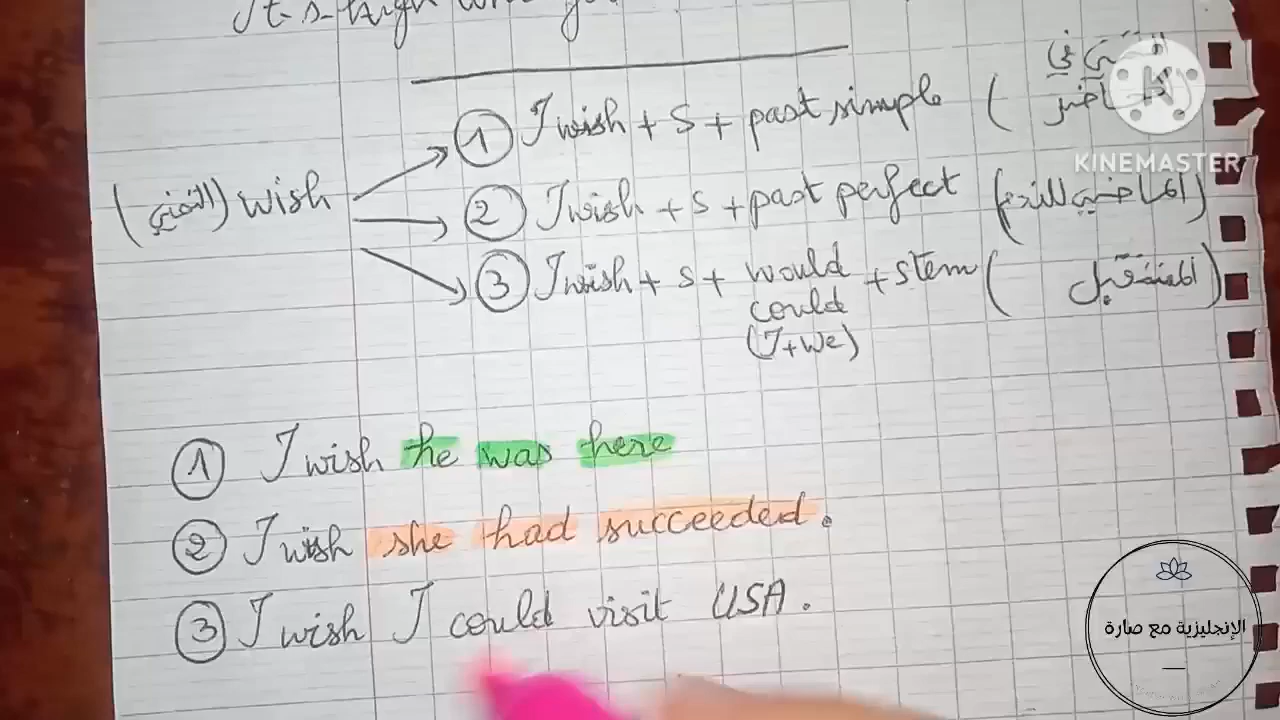 It's high
① I wish + S + past simple (التمني في الحاضر
KINEMASTER
(التمني) wish
② I wish + S + past perfect (الماضي للندم)
③ I wish + S + would + stem (المستقبل)
could
(I+We)
① I wish he was here
② I wish she had succeeded.
③ I wish I could visit USA.
الإنجليزية مع صارة